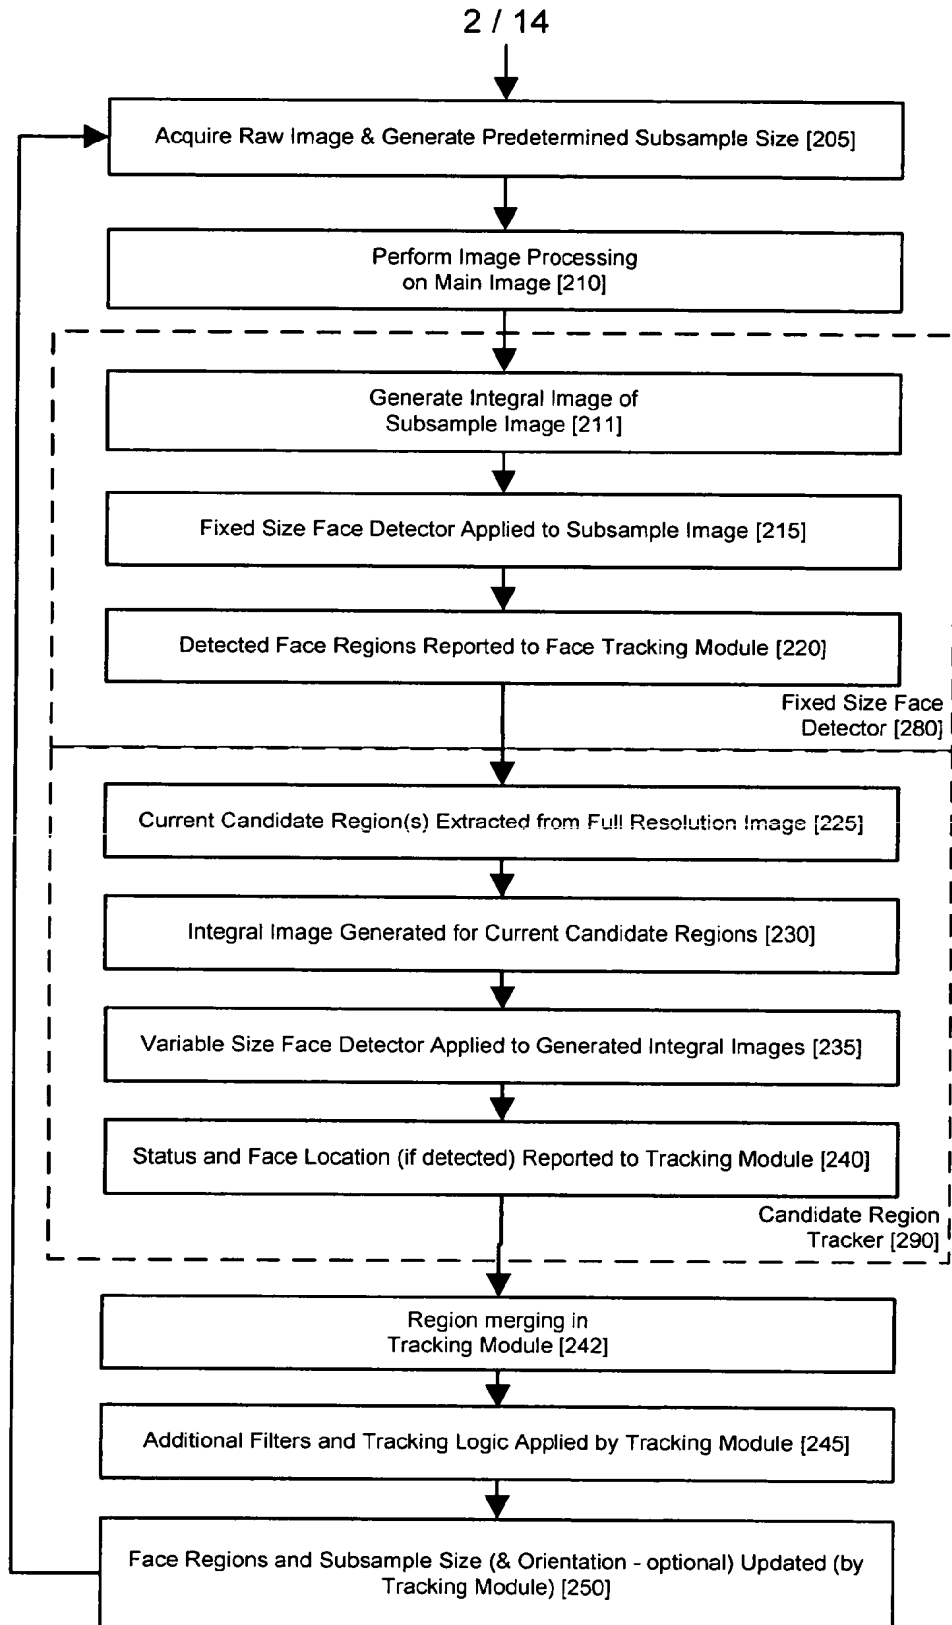 2 / 14
Acquire Raw Image & Generate Predetermined Subsample Size [205]
Perform Image Processing
on Main Image [210]
Generate Integral Image of
Subsample Image [211]
Fixed Size Face Detector Applied to Subsample Image [215]
Detected Face Regions Reported to Face Tracking Module [220]
Fixed Size Face
Detector [280]
Current Candidate Region(s) Extracted from Full Resolution Image [225]
Integral Image Generated for Current Candidate Regions [230]
Variable Size Face Detector Applied to Generated Integral Images [235]
Status and Face Location (if detected) Reported to Tracking Module [240]
Candidate Region
Tracker [290]
Region merging in
Tracking Module [242]
Additional Filters and Tracking Logic Applied by Tracking Module [245]
Face Regions and Subsample Size (& Orientation - optional) Updated (by
Tracking Module) [250]